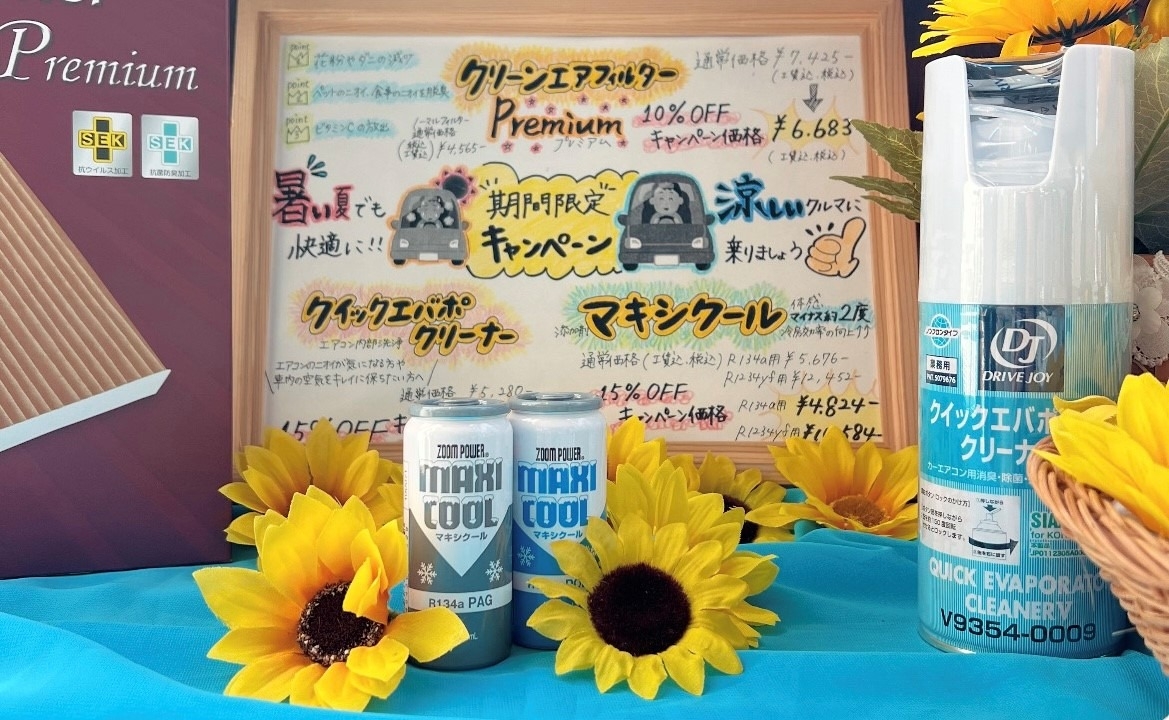 Premium
SEK
SEK
抗ウイルス加工
抗菌防臭加工
point
花粉やダニの減少
point
ペットのニオイ、食事のニオイを脱臭
point
ビタミンCの放出
クリーンエアフィルター
Premium
プレミアム
ノーマルフィルター
通常価格
(税込)
(工賃込) ¥4,565-
通常価格 ¥7,425-
(工賃込、税込)
10%OFF
キャンペーン価格 ¥6.683
(工賃込、税込)
暑い夏でも
快適に!!
期間限定
キャンペーン
涼しいクルマに
乗りましょう
クイックエバポ
クリーナー
エアコン内部洗浄
エアコンのニオイが気になる方や
車内の空気をキレイに保ちたい方へ
通常価格 ¥5,280-
15%OFF キャ
マキシクール
体感
マイナス約2度
添加剤
冷房効率の向上
通常価格(工賃込、税込) R134a用 ¥5.676-
R1234yf用 ¥12,452-
15%OFF
キャンペーン価格
R134a用 ¥4.824-
R1234yf用
584-
ZOOM POWER®
MAXI
COOL
マキシクール
R134a PAG
ZOOM POWER®
MAXI
COOL
マキシクール
ノンフロンタイプ
業務用
PAT.5079676
DJ
DRIVE JOY
クイックエバポ
クリーナ
カーエアコン用消臭・除菌・
SIA
QUICK EVAPORATO
CLEANER V
V9354-0009